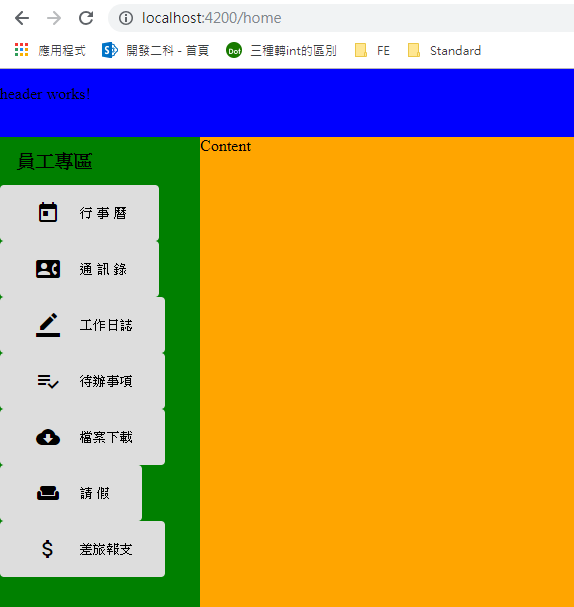 localhost:4200/home
應用程式 開發二科 - 首頁 Dot 三種轉int的區別 FE Standard
header works!
員工專區 Content
行 事 曆
通 訊 錄
工作日誌
待辦事項
檔案下載
請 假
差旅報支